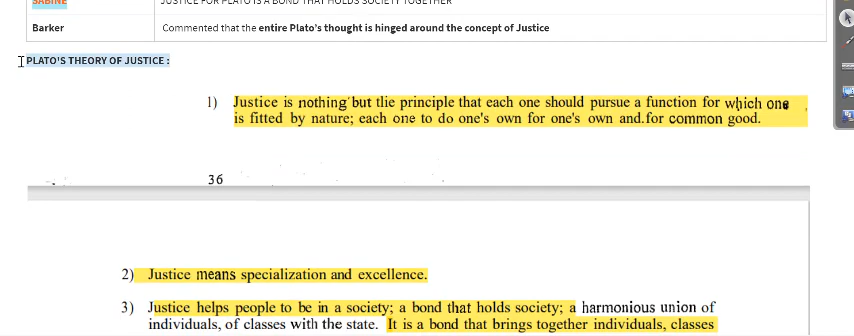 SABINE JUSTICE FOR PLATO IS A BOND THAT HOLDS SOCIETY TOGETHER
Barker Commented that the entire Plato's thought is hinged around the concept of Justice
PLATO'S THEORY OF JUSTICE :
1) Justice is nothing but tlie principle that each one should pursue a function for which one
is fitted by nature; each one to do one's own for one's own and.for common good.
36
2) Justice means specialization and excellence.
3) Justice helps people to be in a society; a bond that holds society; a harmonious union of
individuals, of classes with the state. It is a bond that brings together individuals, classes